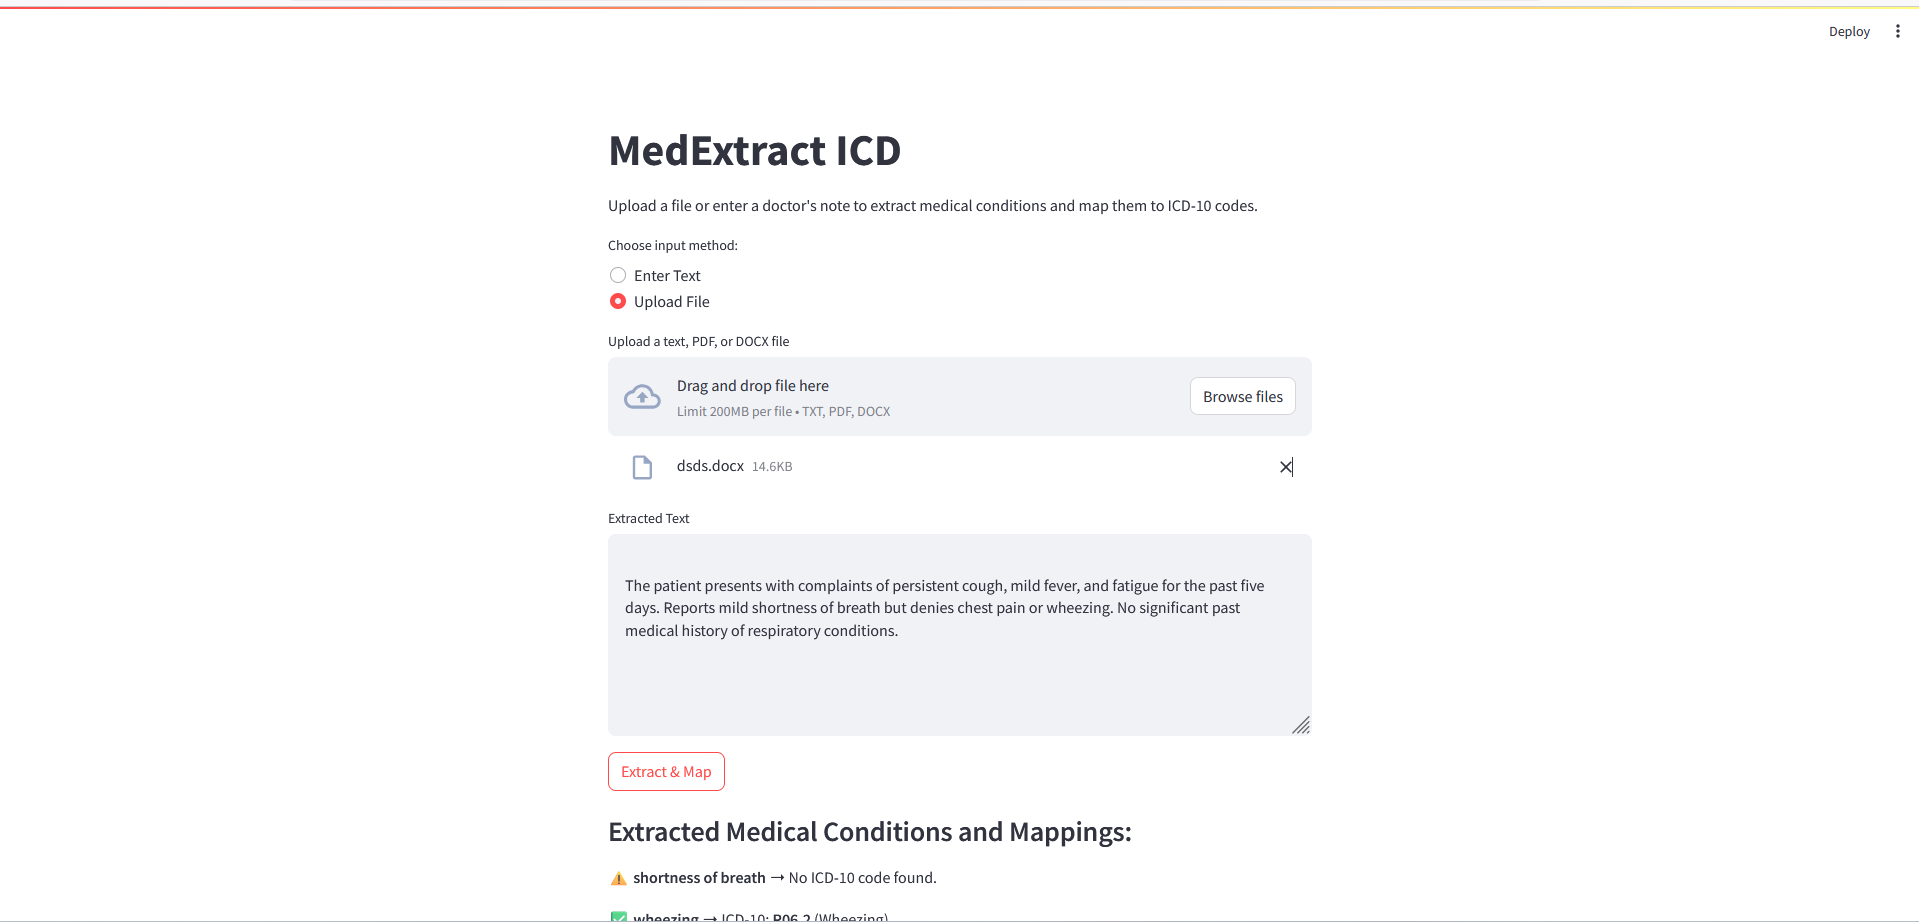 Deploy
MedExtract ICD
Upload a file or enter a doctor's note to extract medical conditions and map them to ICD-10 codes.
Choose input method:
Enter Text
Upload File
Upload a text, PDF, or DOCX file
Drag and drop file here
Limit 200MB per file • TXT, PDF, DOCX
Browse files
dsds.docx 14.6KB
Extracted Text
The patient presents with complaints of persistent cough, mild fever, and fatigue for the past five
days. Reports mild shortness of breath but denies chest pain or wheezing. No significant past
medical history of respiratory conditions.
Extract & Map
Extracted Medical Conditions and Mappings:
⚠️ shortness of breath → No ICD-10 code found.
✅ wheezing → ICD-10: R06.2 (Wheezing)